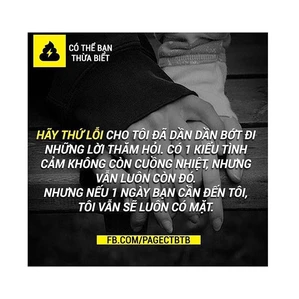 CÓ THỂ BẠN
THỪA BIẾT
HÃY THỨ LỖI CHO TÔI ĐÃ DẦN DẦN BỚT ĐI
NHỮNG LỜI THĂM HỎI. CÓ 1 KIỂU TÌNH
CẢM KHÔNG CÒN CUỒNG NHIỆT, NHƯNG
VẪN LUÔN CÒN ĐÓ.
NHƯNG NẾU 1 NGÀY BẠN CẦN ĐẾN TÔI,
TÔI VẪN SẼ LUÔN CÓ MẶT.
FB.COM/PAGECTBTB